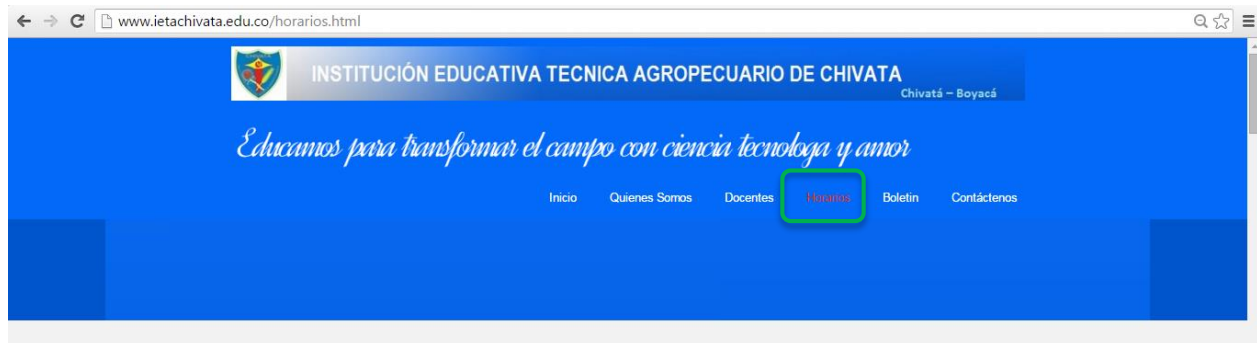 www.ietachivata.edu.co/horarios.html
INSTITUCIÓN EDUCATIVA TECNICA AGROPECUARIO DE CHIVATA
Chivatá – Boyacá
Educamos para transformar el campo con ciencia tecnologa y amor
Inicio Quienes Somos Docentes Horarios Boletin Contáctenos